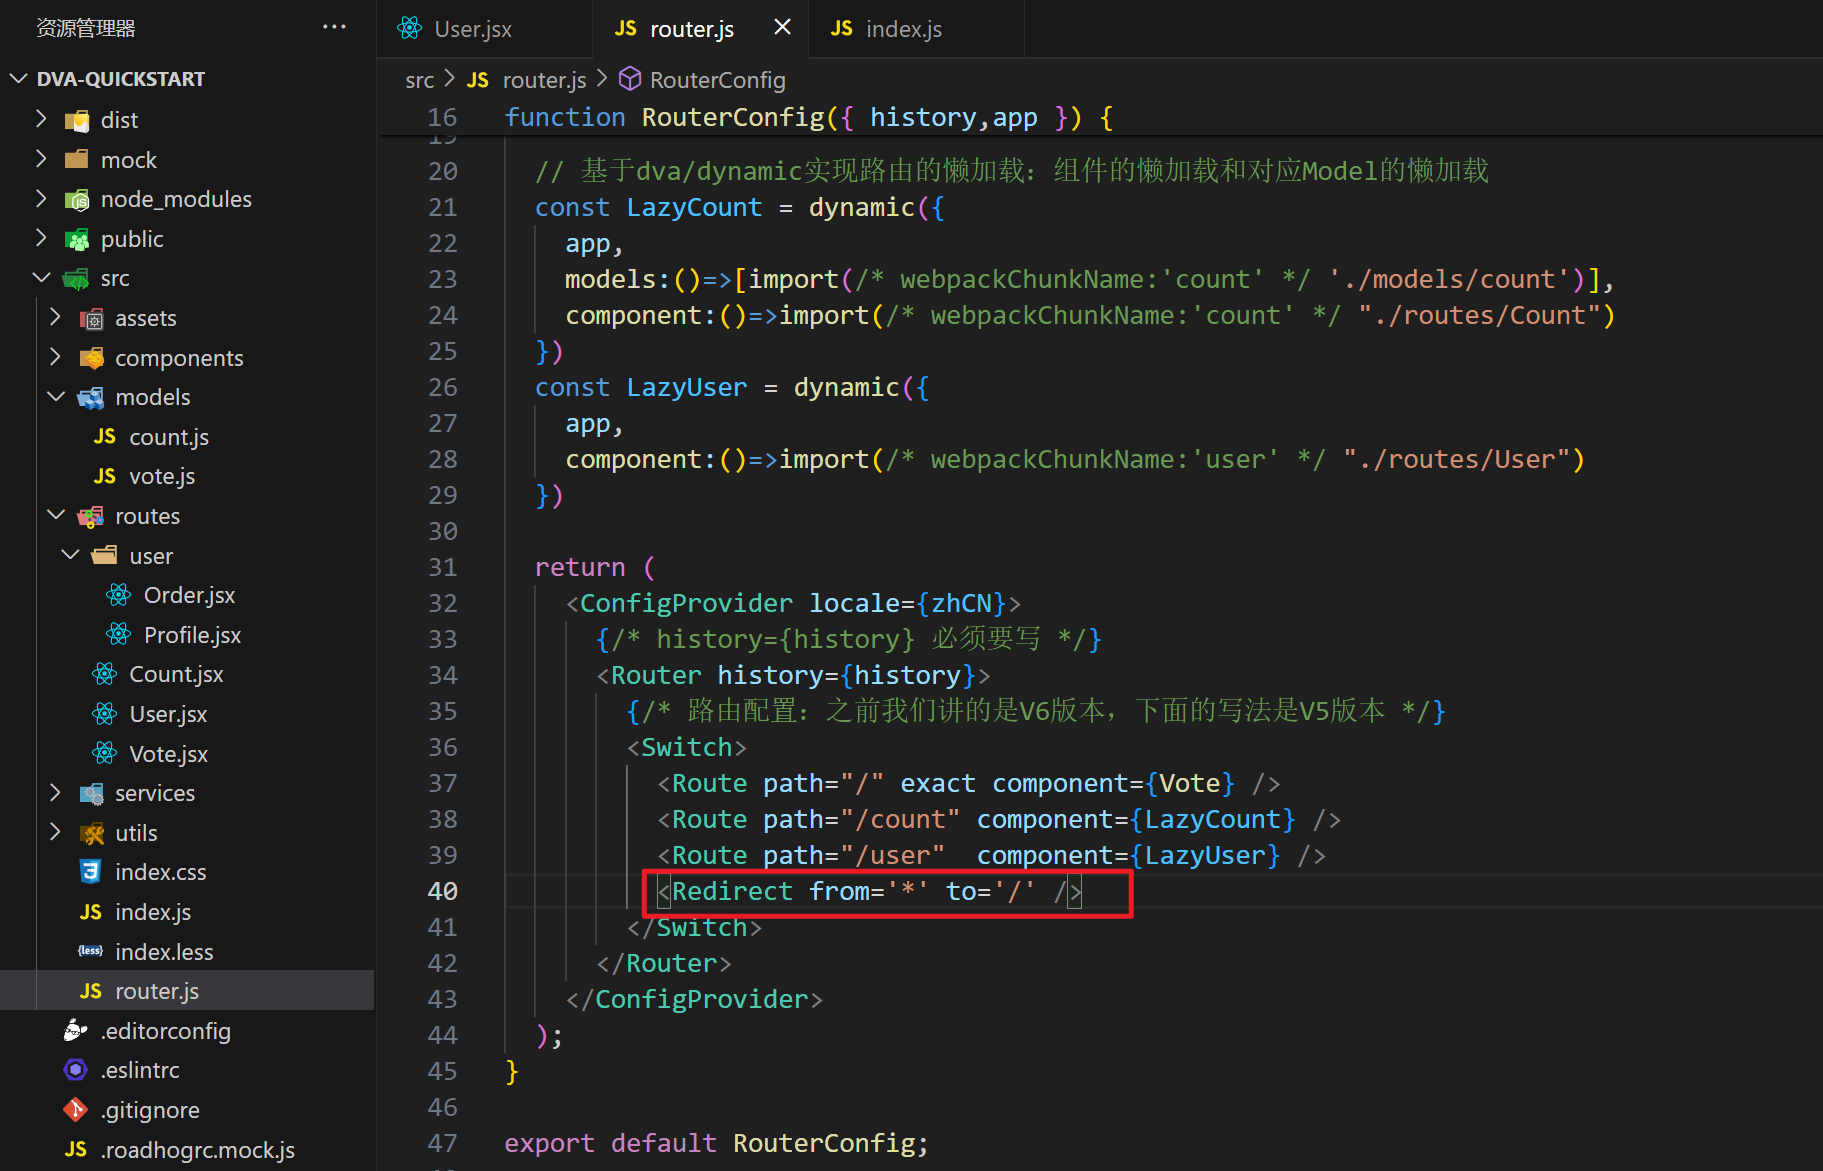 资源管理器
···
DVA-QUICKSTART
dist
mock
node_modules
public
src
assets
components
models
JS count.js
JS vote.js
routes
user
Order.jsx
Profile.jsx
Count.jsx
User.jsx
Vote.jsx
services
utils
index.css
JS index.js
{less} index.less
JS router.js
.editorconfig
.eslintrc
.gitignore
JS .roadhogrc.mock.js
User.jsx JS router.js JS index.js
src > JS router.js > RouterConfig
16 function RouterConfig({ history,app }) {
19
20 // 基于dva/dynamic实现路由的懒加载：组件的懒加载和对应Model的懒加载
21 const LazyCount = dynamic({
22 app,
23 models:()=>[import(/* webpackChunkName:'count' */ './models/count')],
24 component:()=>import(/* webpackChunkName:'count' */ "./routes/Count")
25 })
26 const LazyUser = dynamic({
27 app,
28 component:()=>import(/* webpackChunkName:'user' */ "./routes/User")
29 })
30
31 return (
32 <ConfigProvider locale={zhCN}>
33 {/* history={history} 必须要写 */}
34 <Router history={history}>
35 {/* 路由配置：之前我们讲的是V6版本，下面的写法是V5版本 */}
36 <Switch>
37 <Route path="/" exact component={Vote} />
38 <Route path="/count" component={LazyCount} />
39 <Route path="/user"  component={LazyUser} />
40 <Redirect from='*' to='/' />
41 </Switch>
42 </Router>
43 </ConfigProvider>
44 );
45 }
46
47 export default RouterConfig;